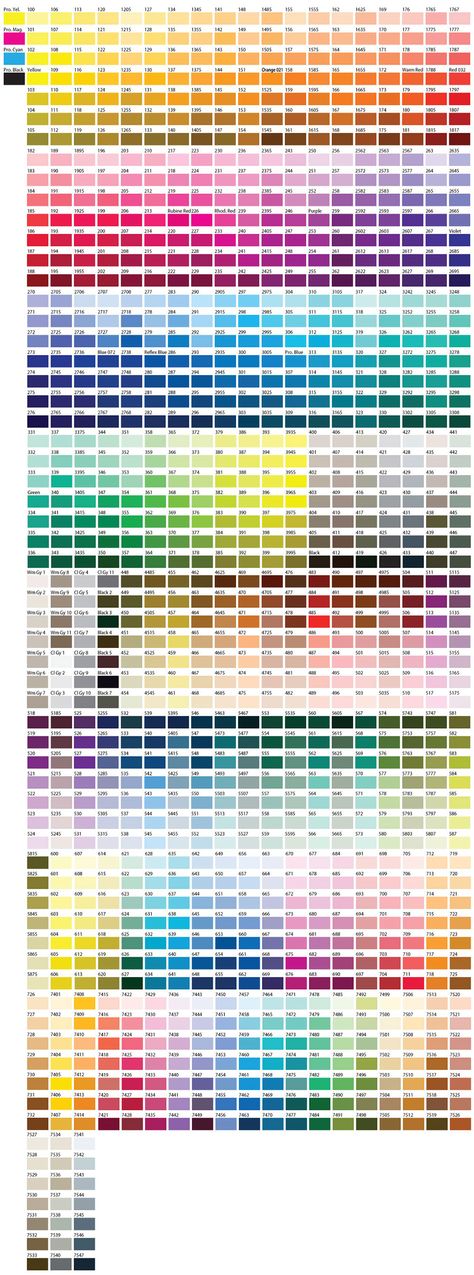 Pro. Yel. 100 106 113 120 1205 127 134 1345 141 148 1485 155 1555 162 1625 169 176 1765 1767
Pro. Mag. 101 107 114 121 1215 128 135 1355 142 149 1495 156 1565 163 1635 170 177 1775 1777
Pro. Cyan 102 108 115 122 1225 129 136 1365 143 150 1505 157 1575 164 1645 171 178 1785 1787
Pro. Black Yellow 109 116 123 1235 130 137 1375 144 151 Orange 021 158 1585 165 1655 172 Warm Red 1788 Red 032
103 110 117 124 1245 131 138 1385 145 152 1525 159 1595 166 1665 173 179 1795 1797
104 111 118 125 1255 132 139 1395 146 153 1535 160 1605 167 1675 174 180 1805 1807
105 112 119 126 1265 133 140 1405 147 154 1545 161 1615 168 1685 175 181 1815 1817
182 189 1895 196 203 210 217 223 230 236 2365 243 250 256 2562 2563 2567 263 2635
183 190 1905 197 204 211 218 224 231 237 2375 244 251 257 2572 2573 2577 264 2645
184 191 1915 198 205 212 219 225 232 238 2385 245 252 258 2582 2583 2587 265 2655
185 192 1925 199 206 213 Rubine Red 226 Rhod. Red 239 2395 246 Purple 259 2592 2593 2597 266 2665
186 193 1935 200 207 214 220 227 233 240 2405 247 253 260 2602 2603 2607 267 Violet
187 194 1945 201 208 215 221 228 234 241 2415 248 254 261 2612 2613 2617 268 2685
188 195 1955 202 209 216 222 229 235 242 2425 249 255 262 2622 2623 2627 269 2695
270 2705 2706 2707 2708 277 283 290 2905 297 2975 304 310 3105 317 324 3242 3245 3248
271 2715 2716 2717 2718 278 284 291 2915 298 2985 305 311 3115 318 325 3252 3255 3258
272 2725 2726 2727 2728 279 285 292 2925 299 2995 306 312 3125 319 326 3262 3265 3268
273 2735 2736 Blue 072 2738 Reflex Blue 286 293 2935 300 3005 Pro. Blue 313 3135 320 327 3272 3275 3278
274 2745 2746 2747 2748 280 287 294 2945 301 3015 307 314 3145 321 328 3282 3285 3288
275 2755 2756 2757 2758 281 288 295 2955 302 3025 308 315 3155 322 329 3292 3295 3298
276 2765 2766 2767 2768 282 289 296 2965 303 3035 309 316 3165 323 330 3302 3305 3308
331 337 3375 344 351 358 365 372 379 386 393 3935 400 406 413 420 427 434 441
332 338 3385 345 352 359 366 373 380 387 394 3945 401 407 414 421 428 435 442
333 339 3395 346 353 360 367 374 381 388 395 3955 402 408 415 422 429 436 443
Green 340 3405 347 354 361 368 375 382 389 396 3965 403 409 416 423 430 437 444
334 341 3415 348 355 362 369 376 383 390 397 3975 404 410 417 424 431 438 445
335 342 3425 349 356 363 370 377 384 391 398 3985 405 411 418 425 432 439 446
336 343 3435 350 357 364 371 378 385 392 399 3995 Black 412 419 426 433 440 447
Wm Gy 1 Wm Gy 8 Cl Gy 4 Cl Gy 11 448 4485 455 462 4625 469 4695 476 483 490 497 4975 504 511 5115
Wm Gy 2 Wm Gy 9 Cl Gy 5 Black 2 449 4495 456 463 4635 470 4705 477 484 491 498 4985 505 512 5125
Wm Gy 3 Wm Gy 10 Cl Gy 6 Black 3 450 4505 457 464 4645 471 4715 478 485 492 499 4995 506 513 5135
Wm Gy 4 Wm Gy 11 Cl Gy 7 Black 4 451 4515 458 465 4655 472 4725 479 486 493 500 5005 507 514 5145
Wm Gy 5 Cl Gy 1 Cl Gy 8 Black 5 452 4525 459 466 4665 473 4735 480 487 494 501 5015 508 515 5155
Wm Gy 6 Cl Gy 2 Cl Gy 9 Black 6 453 4535 460 467 4675 474 4745 481 488 495 502 5025 509 516 5165
Wm Gy 7 Cl Gy 3 Cl Gy 10 Black 7 454 4545 461 468 4685 475 4755 482 489 496 503 5035 510 517 5175
518 5185 525 5255 532 539 5395 546 5463 5467 553 5535 560 5605 567 574 5743 5747 581
519 5195 526 5265 533 540 5405 547 5473 5477 554 5545 561 5615 568 575 5753 5757 582
520 5205 527 5275 534 541 5415 548 5483 5487 555 5555 562 5625 569 576 5763 5767 583
521 5215 528 5285 535 542 5425 549 5493 5497 556 5565 563 5635 570 577 5773 5777 584
522 5225 529 5295 536 543 5435 550 5503 5507 557 5575 564 5645 571 578 5783 5787 585
523 5235 530 5305 537 544 5445 551 5513 5517 558 5585 565 5655 572 579 5793 5797 586
524 5245 531 5315 538 545 5455 552 5523 5527 559 5595 566 5665 573 580 5803 5807 587
5815 600 607 614 621 628 635 642 649 656 663 670 677 684 691 698 705 712 719
5825 601 608 615 622 629 636 643 650 657 664 671 678 685 692 699 706 713 720
5835 602 609 616 623 630 637 644 651 658 665 672 679 686 693 700 707 714 721
5845 603 610 617 624 631 638 645 652 659 666 673 680 687 694 701 708 715 722
5855 604 611 618 625 632 639 646 653 660 667 674 681 688 695 702 709 716 723
5865 605 612 619 626 633 640 647 654 661 668 675 682 689 696 703 710 717 724
5875 606 613 620 627 634 641 648 655 662 669 676 683 690 697 704 711 718 725
726 7401 7408 7415 7422 7429 7436 7443 7450 7457 7464 7471 7478 7485 7492 7499 7506 7513 7520
727 7402 7409 7416 7423 7430 7437 7444 7451 7458 7465 7472 7479 7486 7493 7500 7507 7514 7521
728 7403 7410 7417 7424 7431 7438 7445 7452 7459 7466 7473 7480 7487 7494 7501 7508 7515 7522
729 7404 7411 7418 7425 7432 7439 7446 7453 7460 7467 7474 7481 7488 7495 7502 7509 7516 7523
730 7405 7412 7419 7426 7433 7440 7447 7454 7461 7468 7475 7482 7489 7496 7503 7510 7517 7524
731 7406 7413 7420 7427 7434 7441 7448 7455 7462 7469 7476 7483 7490 7497 7504 7511 7518 7525
732 7407 7414 7421 7428 7435 7442 7449 7456 7463 7470 7477 7484 7491 7498 7505 7512 7519 7526
7527 7534 7541
7528 7535 7542
7529 7536 7543
7530 7537 7544
7531 7538 7545
7532 7539 7546
7533 7540 7547